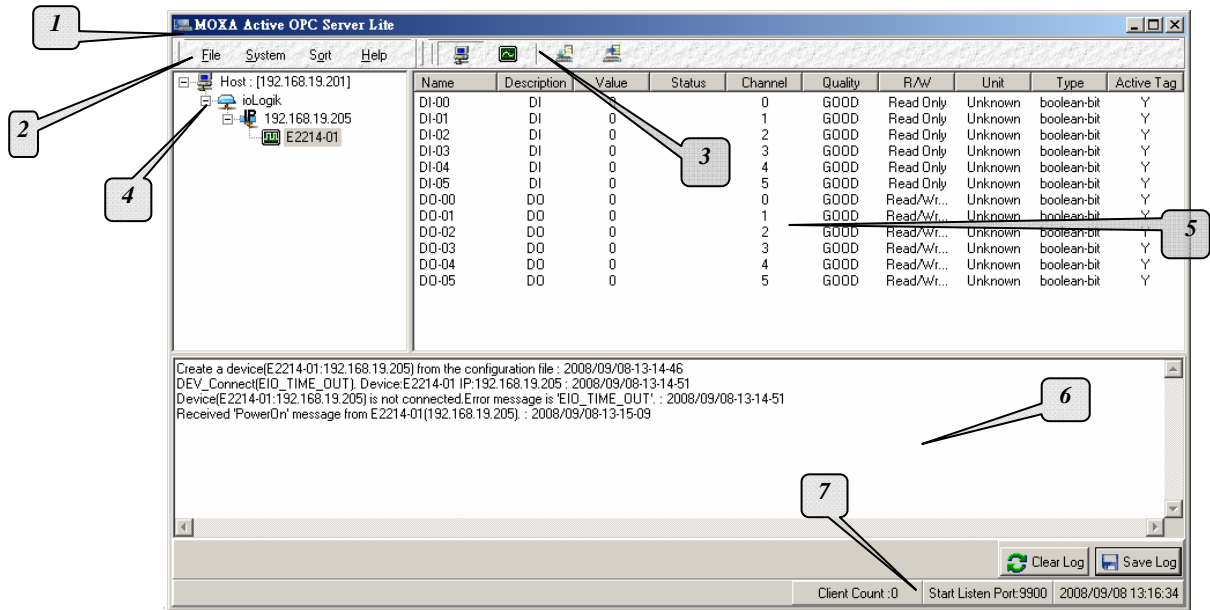 1
MOXA Active OPC Server Lite
2
File System Sort Help
3
4
Host : [192.168.19.201]
ioLogik
192.168.19.205
E2214-01
Name Description Value Status Channel Quality R/W Unit Type Active Tag
DI-00 DI 0 0 GOOD Read Only Unknown boolean-bit Y
DI-01 DI 0 1 GOOD Read Only Unknown boolean-bit Y
DI-02 DI 0 2 GOOD Read Only Unknown boolean-bit Y
DI-03 DI 0 3 GOOD Read Only Unknown boolean-bit Y
DI-04 DI 0 4 GOOD Read Only Unknown boolean-bit Y
DI-05 DI 0 5 GOOD Read Only Unknown boolean-bit Y
DO-00 DO 0 0 GOOD Read/Wr... Unknown boolean-bit Y
DO-01 DO 0 1 GOOD Read/Wr... Unknown boolean-bit Y
DO-02 DO 0 2 GOOD Read/Wr... Unknown boolean-bit Y
DO-03 DO 0 3 GOOD Read/Wr... Unknown boolean-bit Y
DO-04 DO 0 4 GOOD Read/Wr... Unknown boolean-bit Y
DO-05 DO 0 5 GOOD Read/Wr... Unknown boolean-bit Y
5
Create a device(E2214-01:192.168.19.205) from the configuration file : 2008/09/08-13-14-46
DEV_Connect(EIO_TIME_OUT). Device:E2214-01 IP:192.168.19.205 : 2008/09/08-13-14-51
Device(E2214-01:192.168.19.205) is not connected.Error message is 'EIO_TIME_OUT'. : 2008/09/08-13-14-51
Received 'PowerOn' message from E2214-01(192.168.19.205). : 2008/09/08-13-15-09
6
7
Clear Log Save Log
Client Count :0 Start Listen Port:9900 2008/09/08 13:16:34